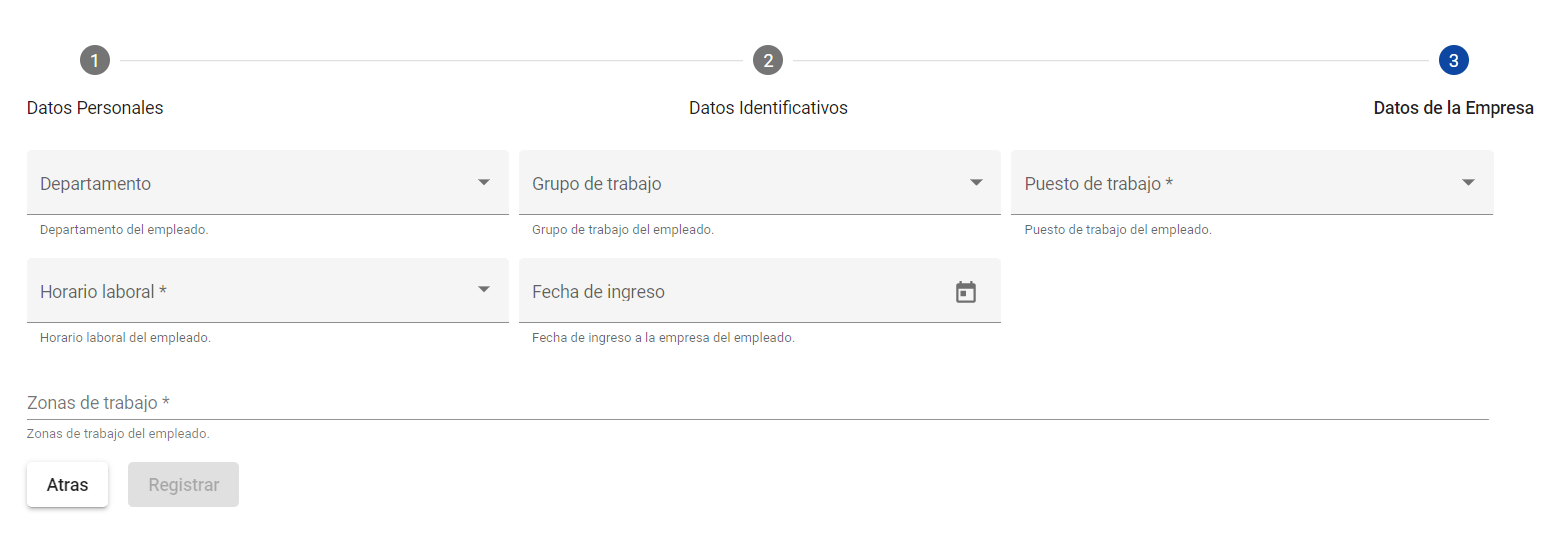 1 2 3
Datos Personales Datos Identificativos Datos de la Empresa
Departamento Grupo de trabajo Puesto de trabajo *
Departamento del empleado. Grupo de trabajo del empleado. Puesto de trabajo del empleado.
Horario laboral * Fecha de ingreso
Horario laboral del empleado. Fecha de ingreso a la empresa del empleado.
Zonas de trabajo *
Zonas de trabajo del empleado.
Atras Registrar